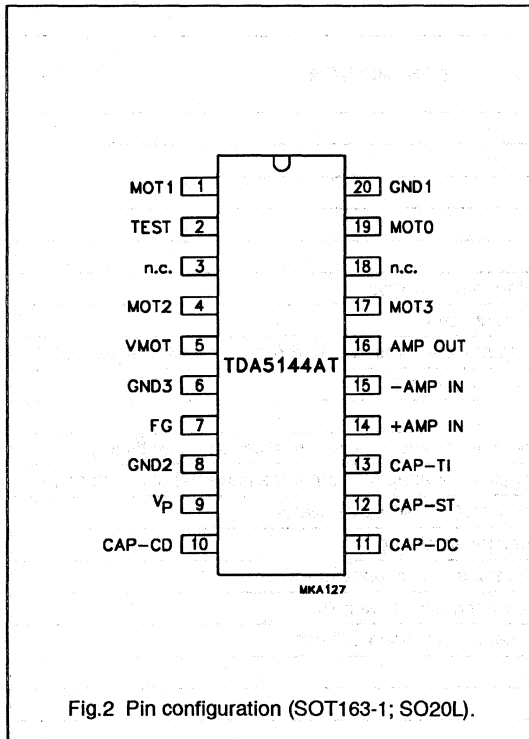 MOT1 1 20 GND1
TEST 2 19 MOT0
n.c. 3 18 n.c.
MOT2 4 17 MOT3
VMOT 5 16 AMP OUT
TDA5144AT
GND3 6 15 -AMP IN
FG 7 14 +AMP IN
GND2 8 13 CAP-TI
VP 9 12 CAP-ST
CAP-CD 10 11 CAP-DC
MKA127
Fig.2 Pin configuration (SOT163-1; SO20L).